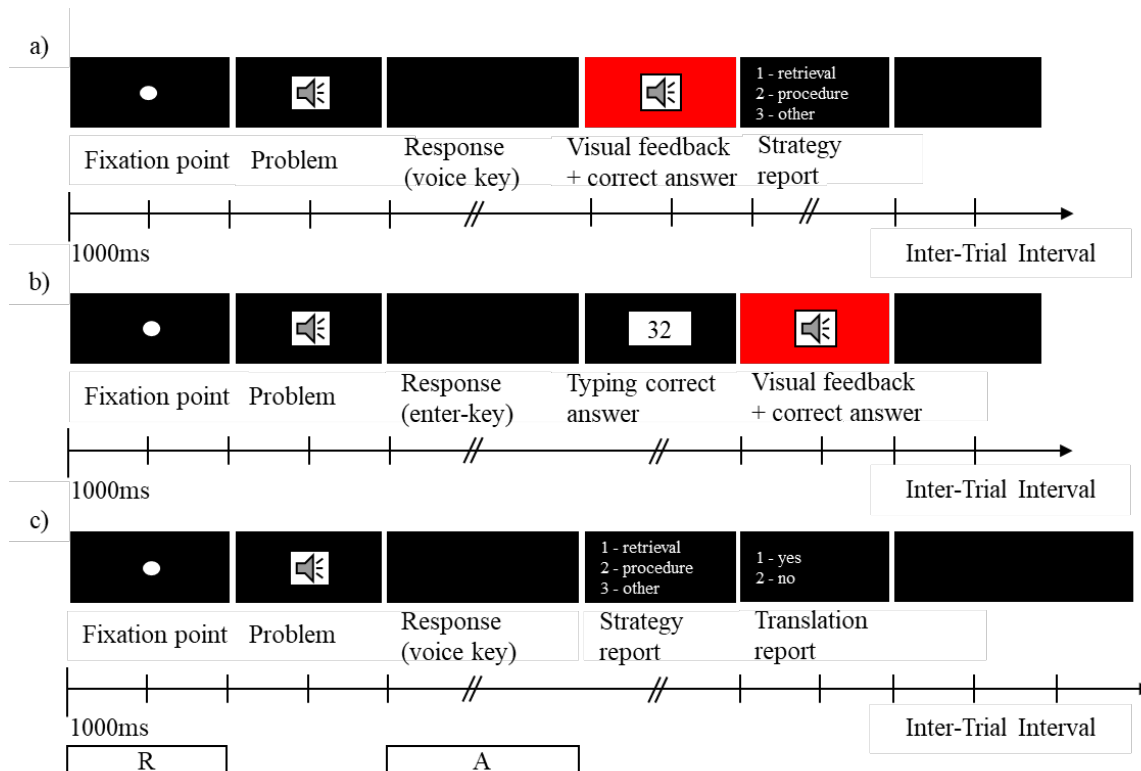 a)
1 - retrieval
2 - procedure
3 - other
Fixation point
Problem
Response
(voice key)
Visual feedback
+ correct answer
Strategy
report
1000ms
Inter-Trial Interval
b)
32
Fixation point
Problem
Response
(enter-key)
Typing correct
answer
Visual feedback
+ correct answer
1000ms
Inter-Trial Interval
c)
1 - retrieval
2 - procedure
3 - other
1 - yes
2 - no
Fixation point
Problem
Response
(voice key)
Strategy
report
Translation
report
1000ms
Inter-Trial Interval
R
A